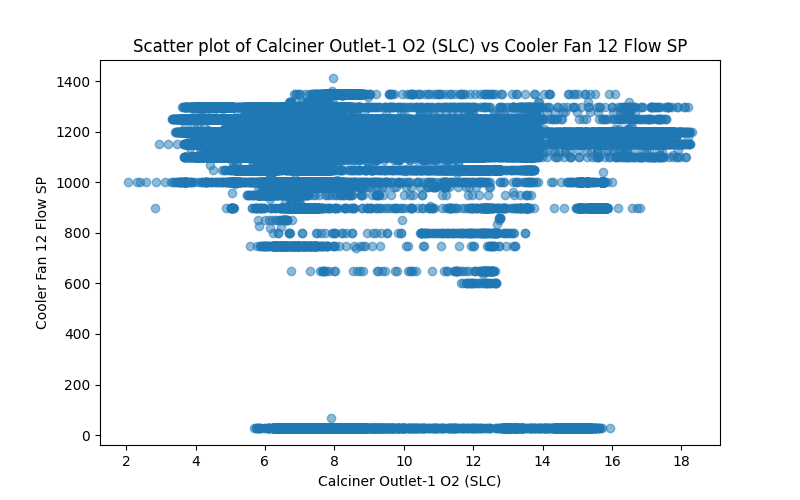 Scatter plot of Calciner Outlet-1 O2 (SLC) vs Cooler Fan 12 Flow SP
1400
1200
1000
800
600
400
200
0
Cooler Fan 12 Flow SP
2 4 6 8 10 12 14 16 18
Calciner Outlet-1 O2 (SLC)